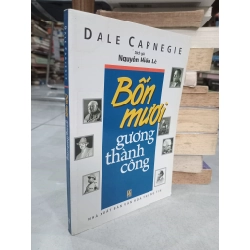 DALE CARNEGIE
Nguyễn Hiến Lê
Bốn
mươi
gương
thành
công